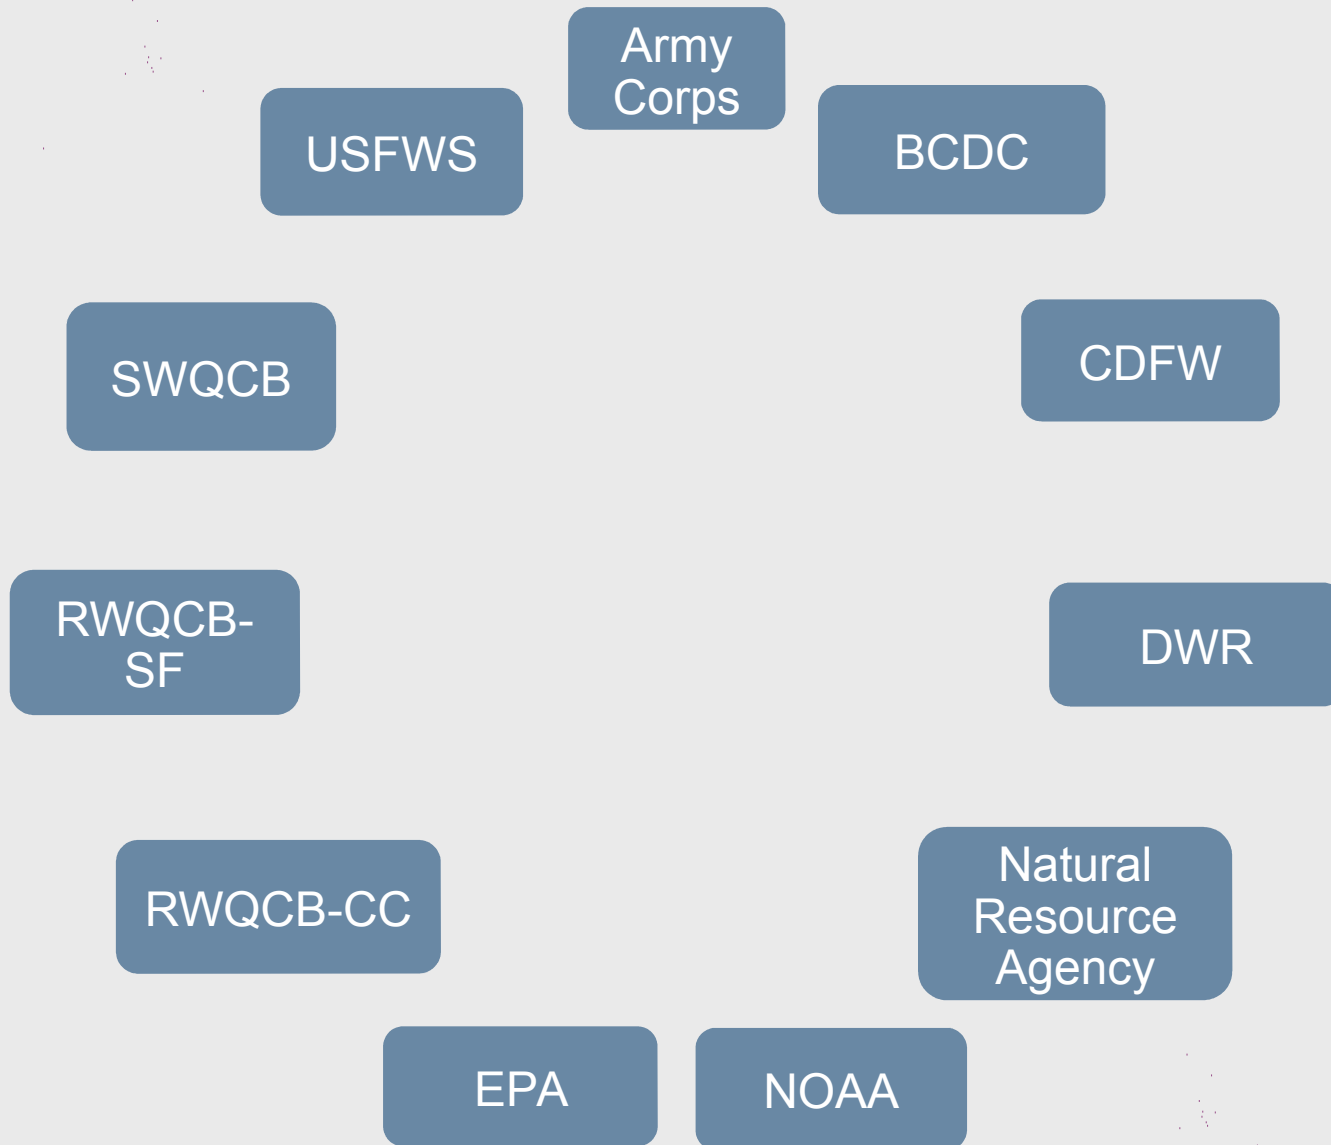 Army
Corps
USFWS
BCDC
SWQCB
CDFW
RWQCB-
SF
DWR
RWQCB-CC
Natural
Resource
Agency
EPA
NOAA